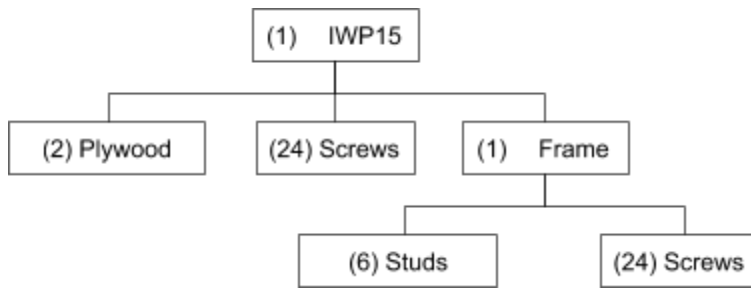 (1) IWP15
(2) Plywood
(24) Screws
(1) Frame
(6) Studs
(24) Screws